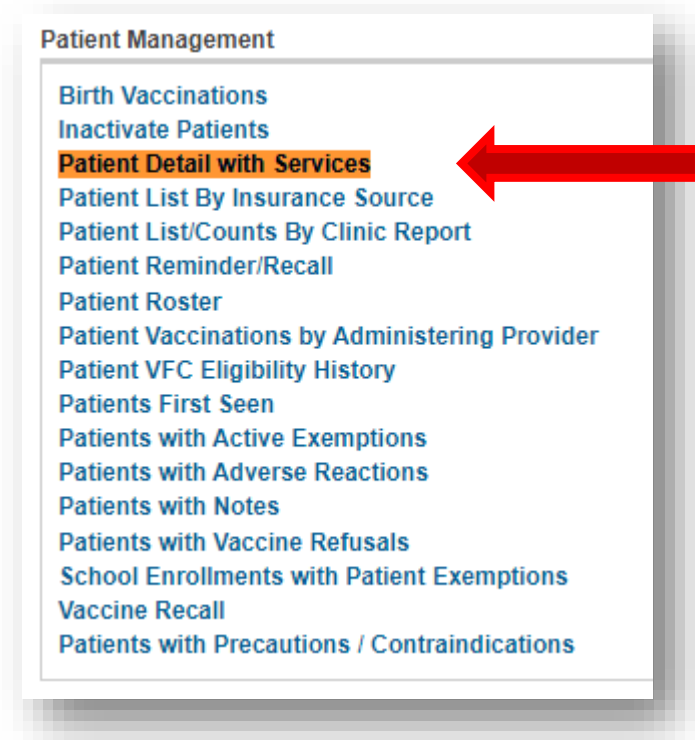 Patient Management
Birth Vaccinations
Inactivate Patients
Patient Detail with Services
Patient List By Insurance Source
Patient List/Counts By Clinic Report
Patient Reminder/Recall
Patient Roster
Patient Vaccinations by Administering Provider
Patient VFC Eligibility History
Patients First Seen
Patients with Active Exemptions
Patients with Adverse Reactions
Patients with Notes
Patients with Vaccine Refusals
School Enrollments with Patient Exemptions
Vaccine Recall
Patients with Precautions / Contraindications